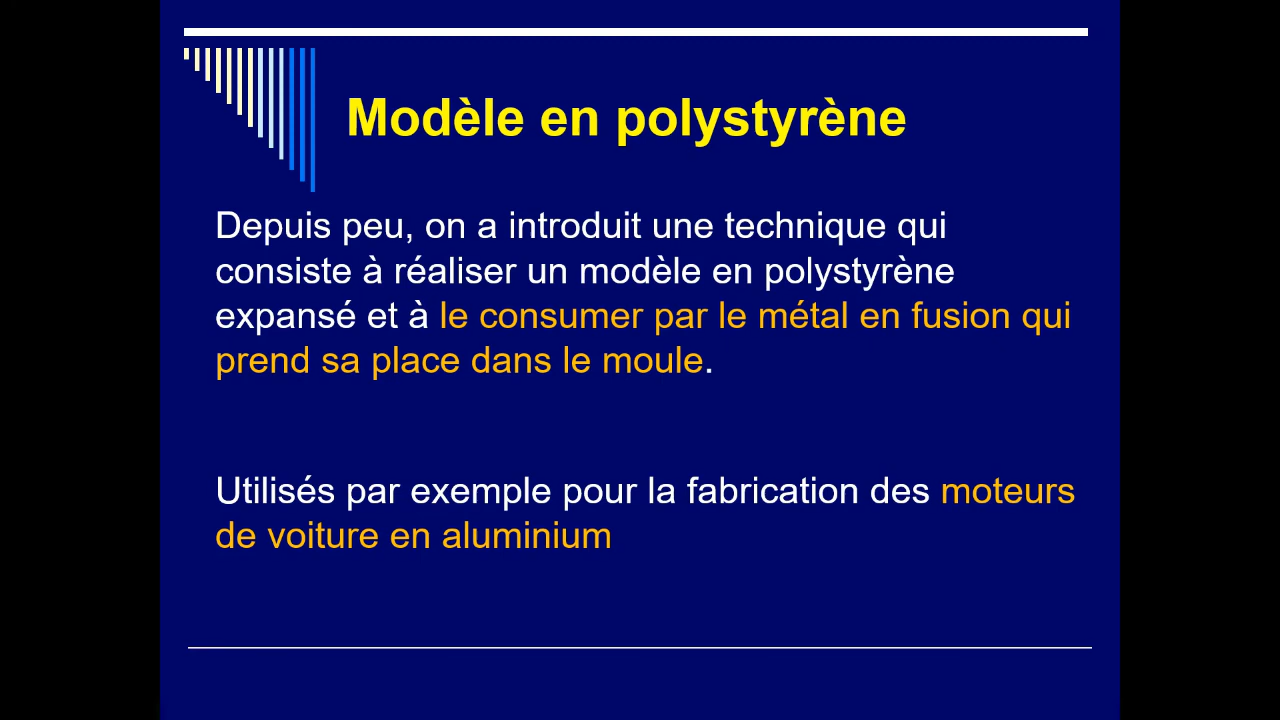 Modèle en polystyrène
Depuis peu, on a introduit une technique qui
consiste à réaliser un modèle en polystyrène
expansé et à le consumer par le métal en fusion qui
prend sa place dans le moule.
Utilisés par exemple pour la fabrication des moteurs
de voiture en aluminium